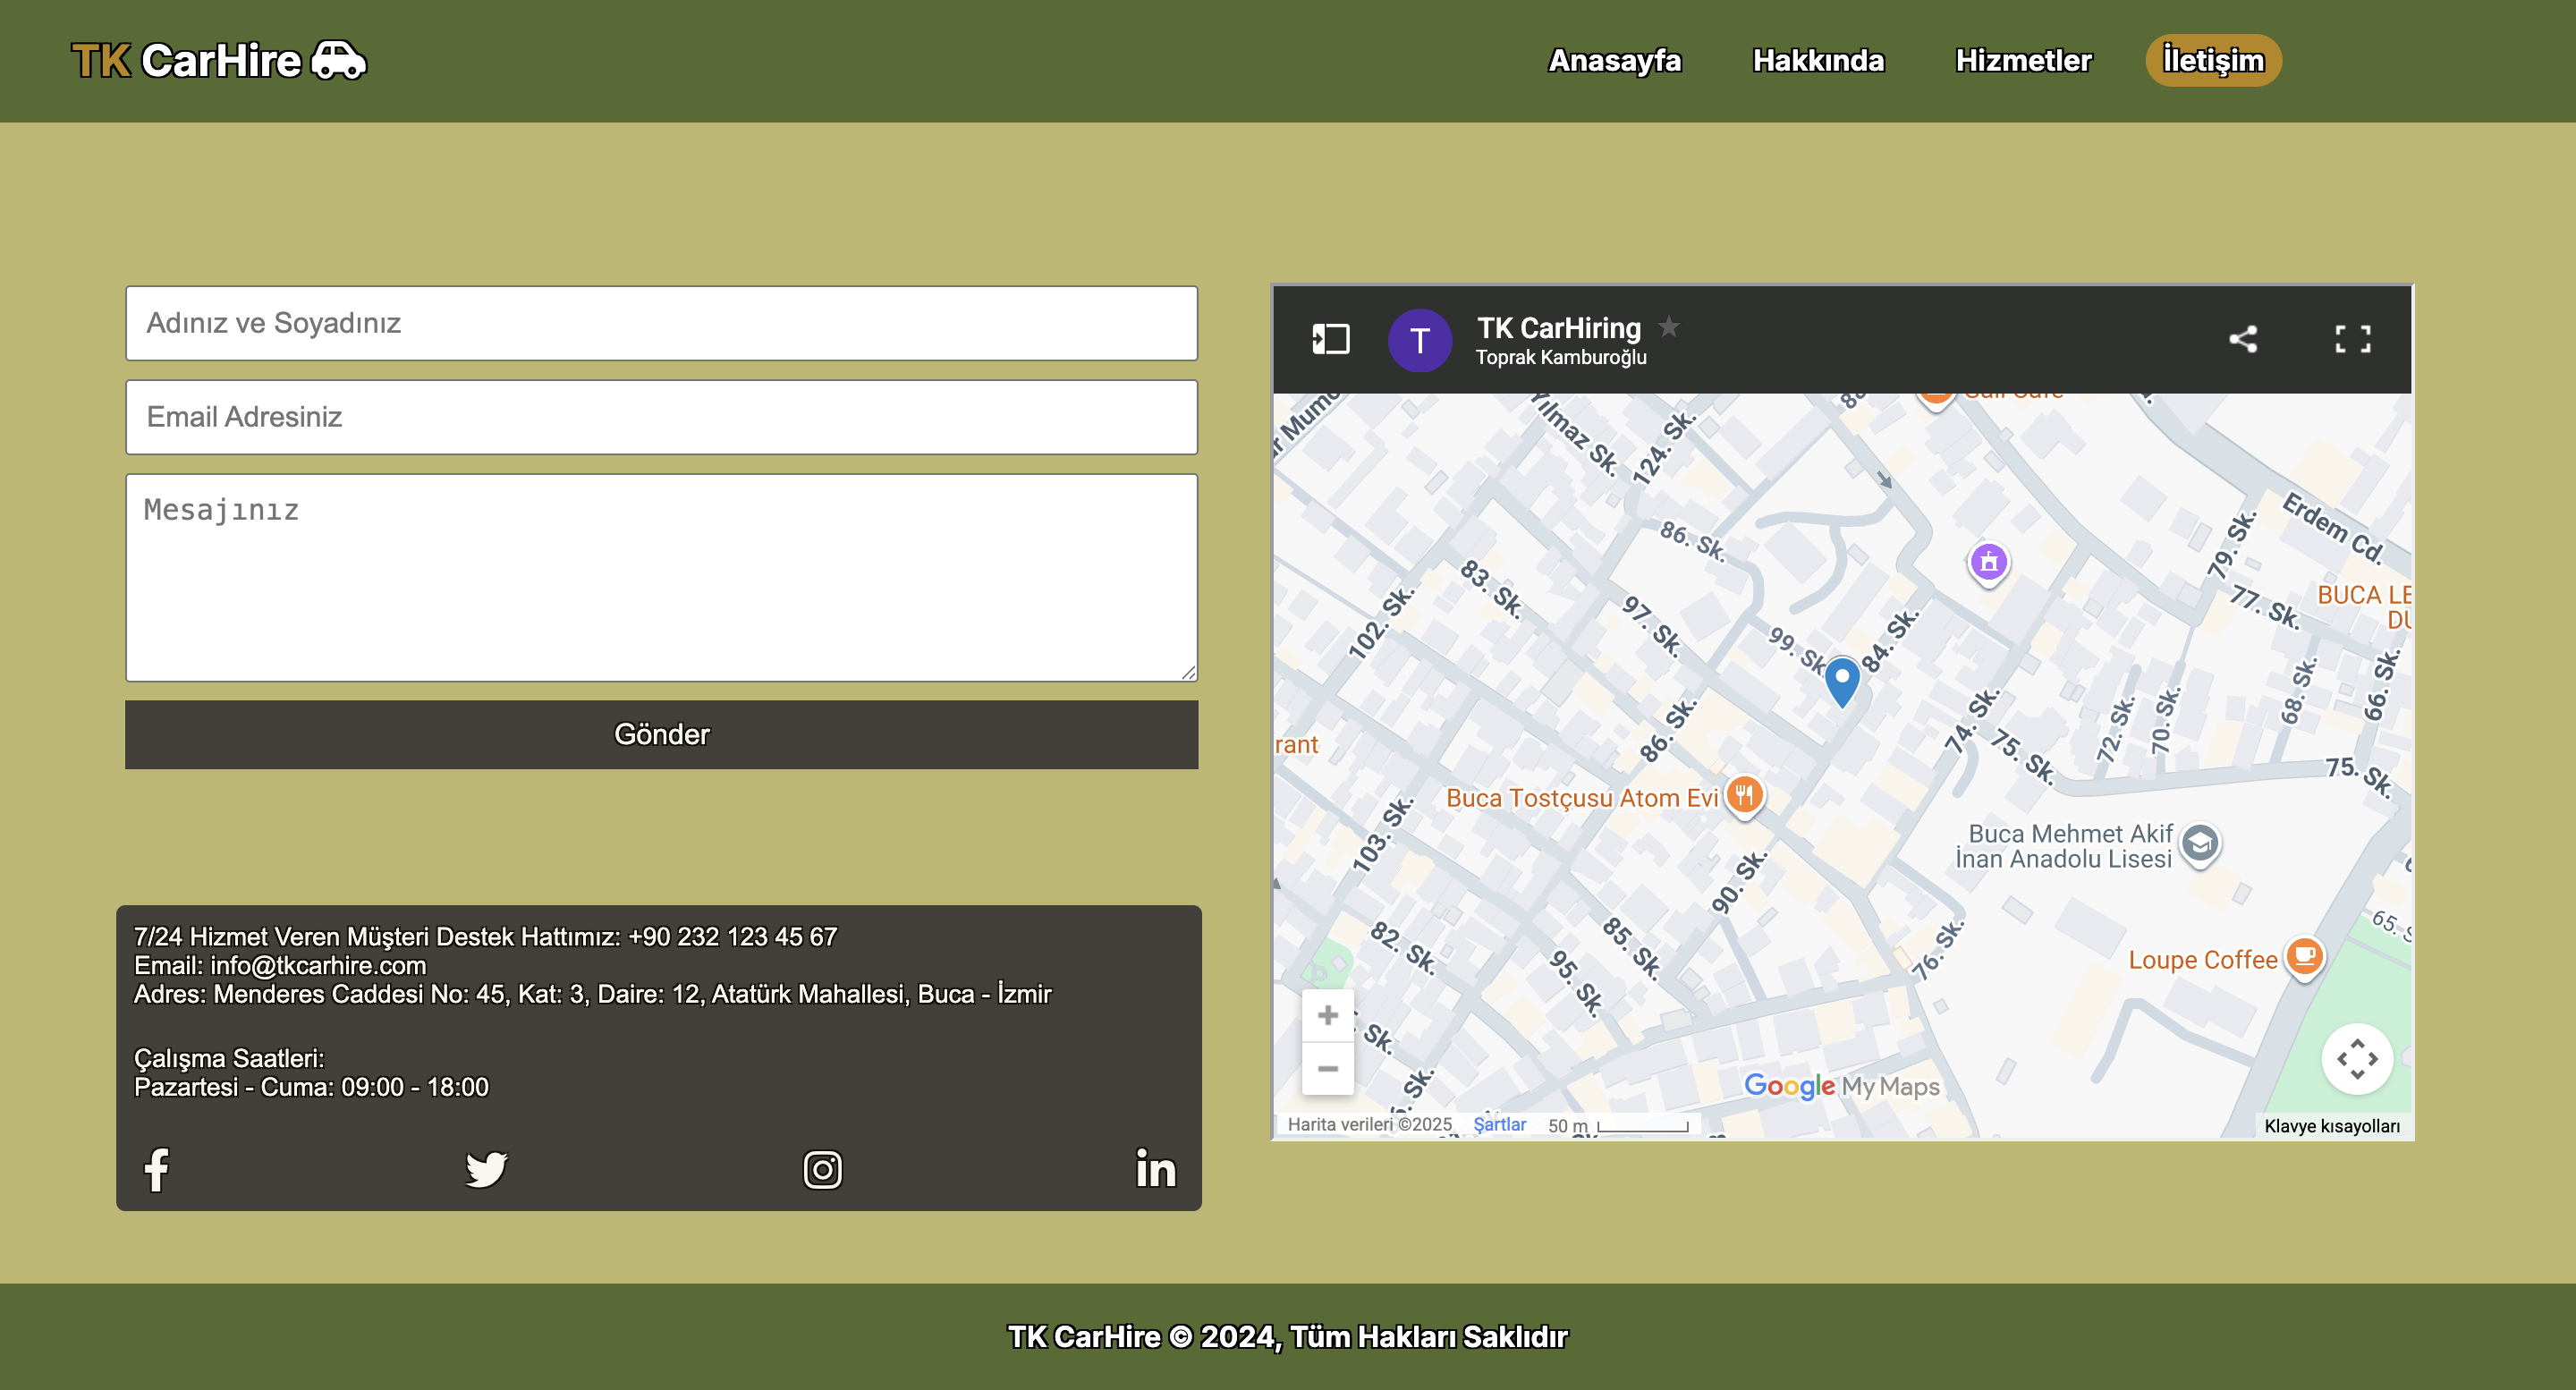 TK CarHire
Anasayfa
Hakkında
Hizmetler
İletişim
Adınız ve Soyadınız
Email Adresiniz
Mesajınız
Gönder
7/24 Hizmet Veren Müşteri Destek Hattımız: +90 232 123 45 67
Email: info@tkcarhire.com
Adres: Menderes Caddesi No: 45, Kat: 3, Daire: 12, Atatürk Mahallesi, Buca - İzmir
Çalışma Saatleri:
Pazartesi - Cuma: 09:00 - 18:00
T
TK CarHiring
Toprak Kamburoğlu
Yılmaz Sk.
124. Sk.
86. Sk.
83. Sk.
102. Sk.
97. Sk.
99. Sk.
84. Sk.
Erdem Cd.
79. Sk.
77. Sk.
BUCA LE
68. Sk.
66. Sk.
72. Sk.
70. Sk.
74. Sk.
75. Sk.
75. Sk.
86. Sk.
rant
Buca Tostçusu Atom Evi
103. Sk.
Buca Mehmet Akif
İnan Anadolu Lisesi
90. Sk.
82. Sk.
85. Sk.
95. Sk.
76. Sk.
65. S
Loupe Coffee
Sk.
Google My Maps
Harita verileri ©2025
Şartlar
50 m
Klavye kısayolları
TK CarHire © 2024, Tüm Hakları Saklıdır